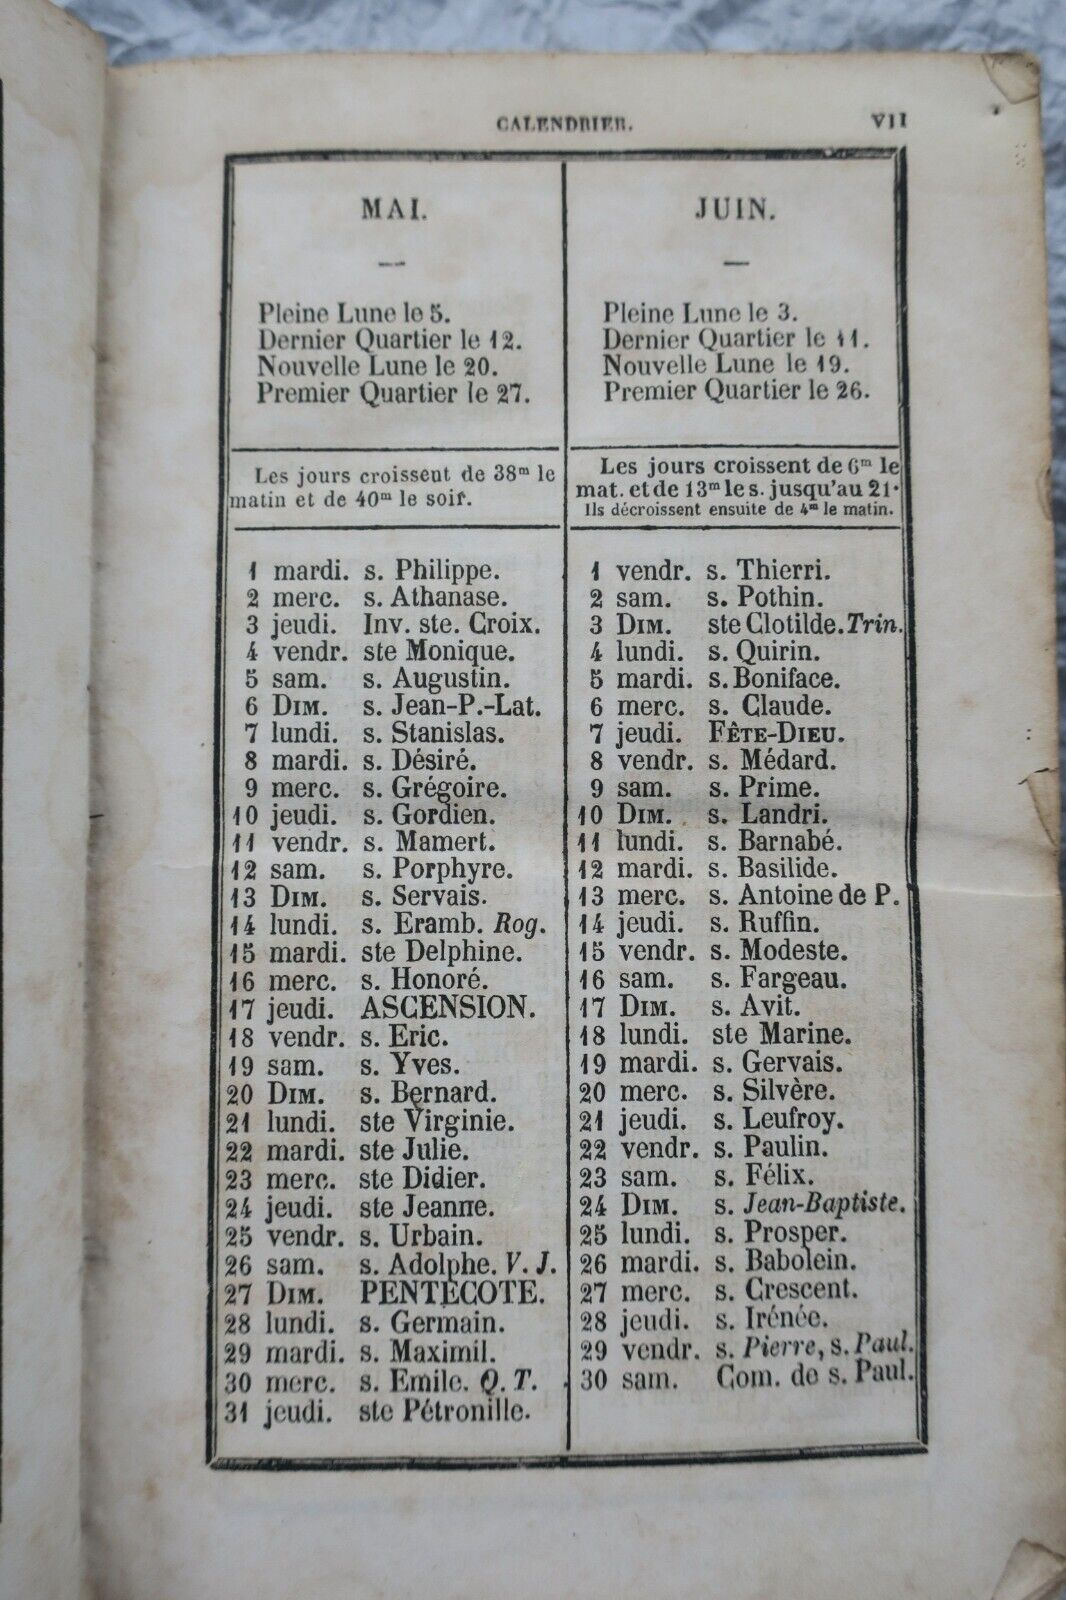 CALENDRIER. VII
MAI.
Pleine Lune le 5.
Dernier Quartier le 12.
Nouvelle Lune le 20.
Premier Quartier le 27.
Les jours croissent de 38m le
matin et de 40m le soir.
1 mardi. s. Philippe.
2 merc. s. Athanase.
3 jeudi. Inv. ste. Croix.
4 vendr. ste Monique.
5 sam. s. Augustin.
6 DIM. s. Jean-P.-Lat.
7 lundi. s. Stanislas.
8 mardi. s. Désiré.
9 merc. s. Grégoire.
10 jeudi. s. Gordien.
11 vendr. s. Mamert.
12 sam. s. Porphyre.
13 DIM. s. Servais.
14 lundi. s. Eramb. Rog.
15 mardi. ste Delphine.
16 merc. s. Honoré.
17 jeudi. ASCENSION.
18 vendr. s. Eric.
19 sam. s. Yves.
20 DIM. s. Bernard.
21 lundi. ste Virginie.
22 mardi. ste Julie.
23 merc. ste Didier.
24 jeudi. ste Jeanne.
25 vendr. s. Urbain.
26 sam. s. Adolphe. V. J.
27 DIM. PENTECOTE.
28 lundi. s. Germain.
29 mardi. s. Maximil.
30 merc. s. Emile. Q. T.
31 jeudi. ste Pétronille.
JUIN.
Pleine Lune le 3.
Dernier Quartier le 11.
Nouvelle Lune le 19.
Premier Quartier le 26.
Les jours croissent de 6m le
mat. et de 13m le s. jusqu'au 21.
Ils décroissent ensuite de 4m le matin.
1 vendr. s. Thierri.
2 sam. s. Pothin.
3 DIM. ste Clotilde. Trin.
4 lundi. s. Quirin.
5 mardi. s. Boniface.
6 merc. s. Claude.
7 jeudi. FÊTE-DIEU.
8 vendr. s. Médard.
9 sam. s. Prime.
10 DIM. s. Landri.
11 lundi. s. Barnabé.
12 mardi. s. Basilide.
13 merc. s. Antoine de P.
14 jeudi. s. Ruffin.
15 vendr. s. Modeste.
16 sam. s. Fargeau.
17 DIM. s. Avit.
18 lundi. ste Marine.
19 mardi. s. Gervais.
20 merc. s. Silvère.
21 jeudi. s. Leufroy.
22 vendr. s. Paulin.
23 sam. s. Félix.
24 DIM. s. Jean-Baptiste.
25 lundi. s. Prosper.
26 mardi. s. Babolein.
27 merc. s. Crescent.
28 jeudi. s. Irénée.
29 vendr. s. Pierre, s. Paul.
30 sam. Com. de s. Paul.